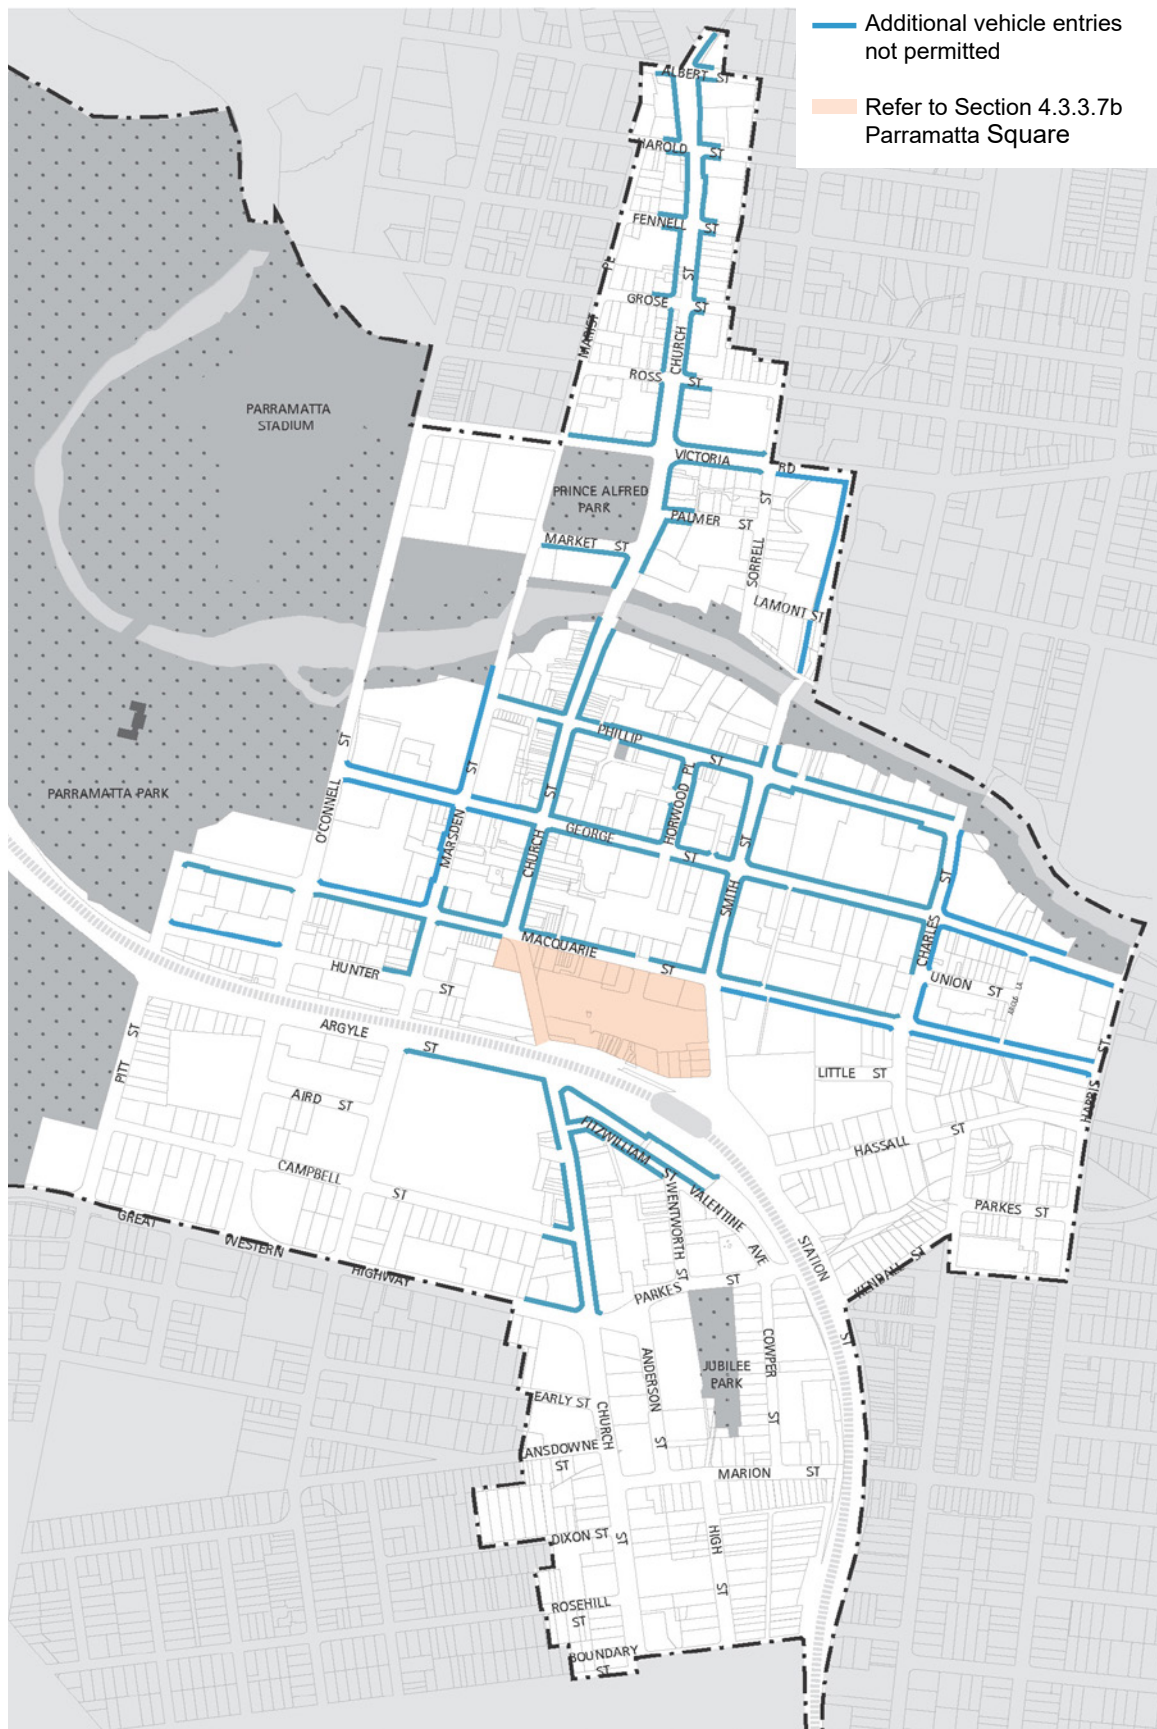 Additional vehicle entries
not permitted
Refer to Section 4.3.3.7b
Parramatta Square
ALBERT ST
HAROLD ST
FENNELL ST
ST
PL
GROSE ST
MARIST
CHURCH
ROSS ST
PARRAMATTA
STADIUM
VICTORIA RD
PRINCE ALFRED
PARK
ST
PALMER ST
MARKET ST
SORRELL
LAMONT ST
PHILLIP ST
ST
ST
HORWOOD PL
ST
PARRAMATTA PARK
O'CONNELL
MARSDEN
CHURCH
GEORGE ST
ST
ST
SMITH
CHARLES
MACQUARIE ST
HUNTER ST
UNION ST
ARGYLE ST
PITT ST
LITTLE ST
ST
HARRIS
AIRD ST
FITZWILLIAM ST
HASSALL ST
CAMPBELL ST
WENTWORTH ST
VALENTINE AVE
PARKES ST
GREAT WESTERN HIGHWAY
STATION ST
KENDALL ST
PARKES ST
JUBILEE
PARK
COWPER ST
ANDERSON ST
EARLY ST
CHURCH ST
ANSDOWNE
ST
MARION ST
DIXON ST
HIGH ST
ROSEHILL
ST
BOUNDARY
ST